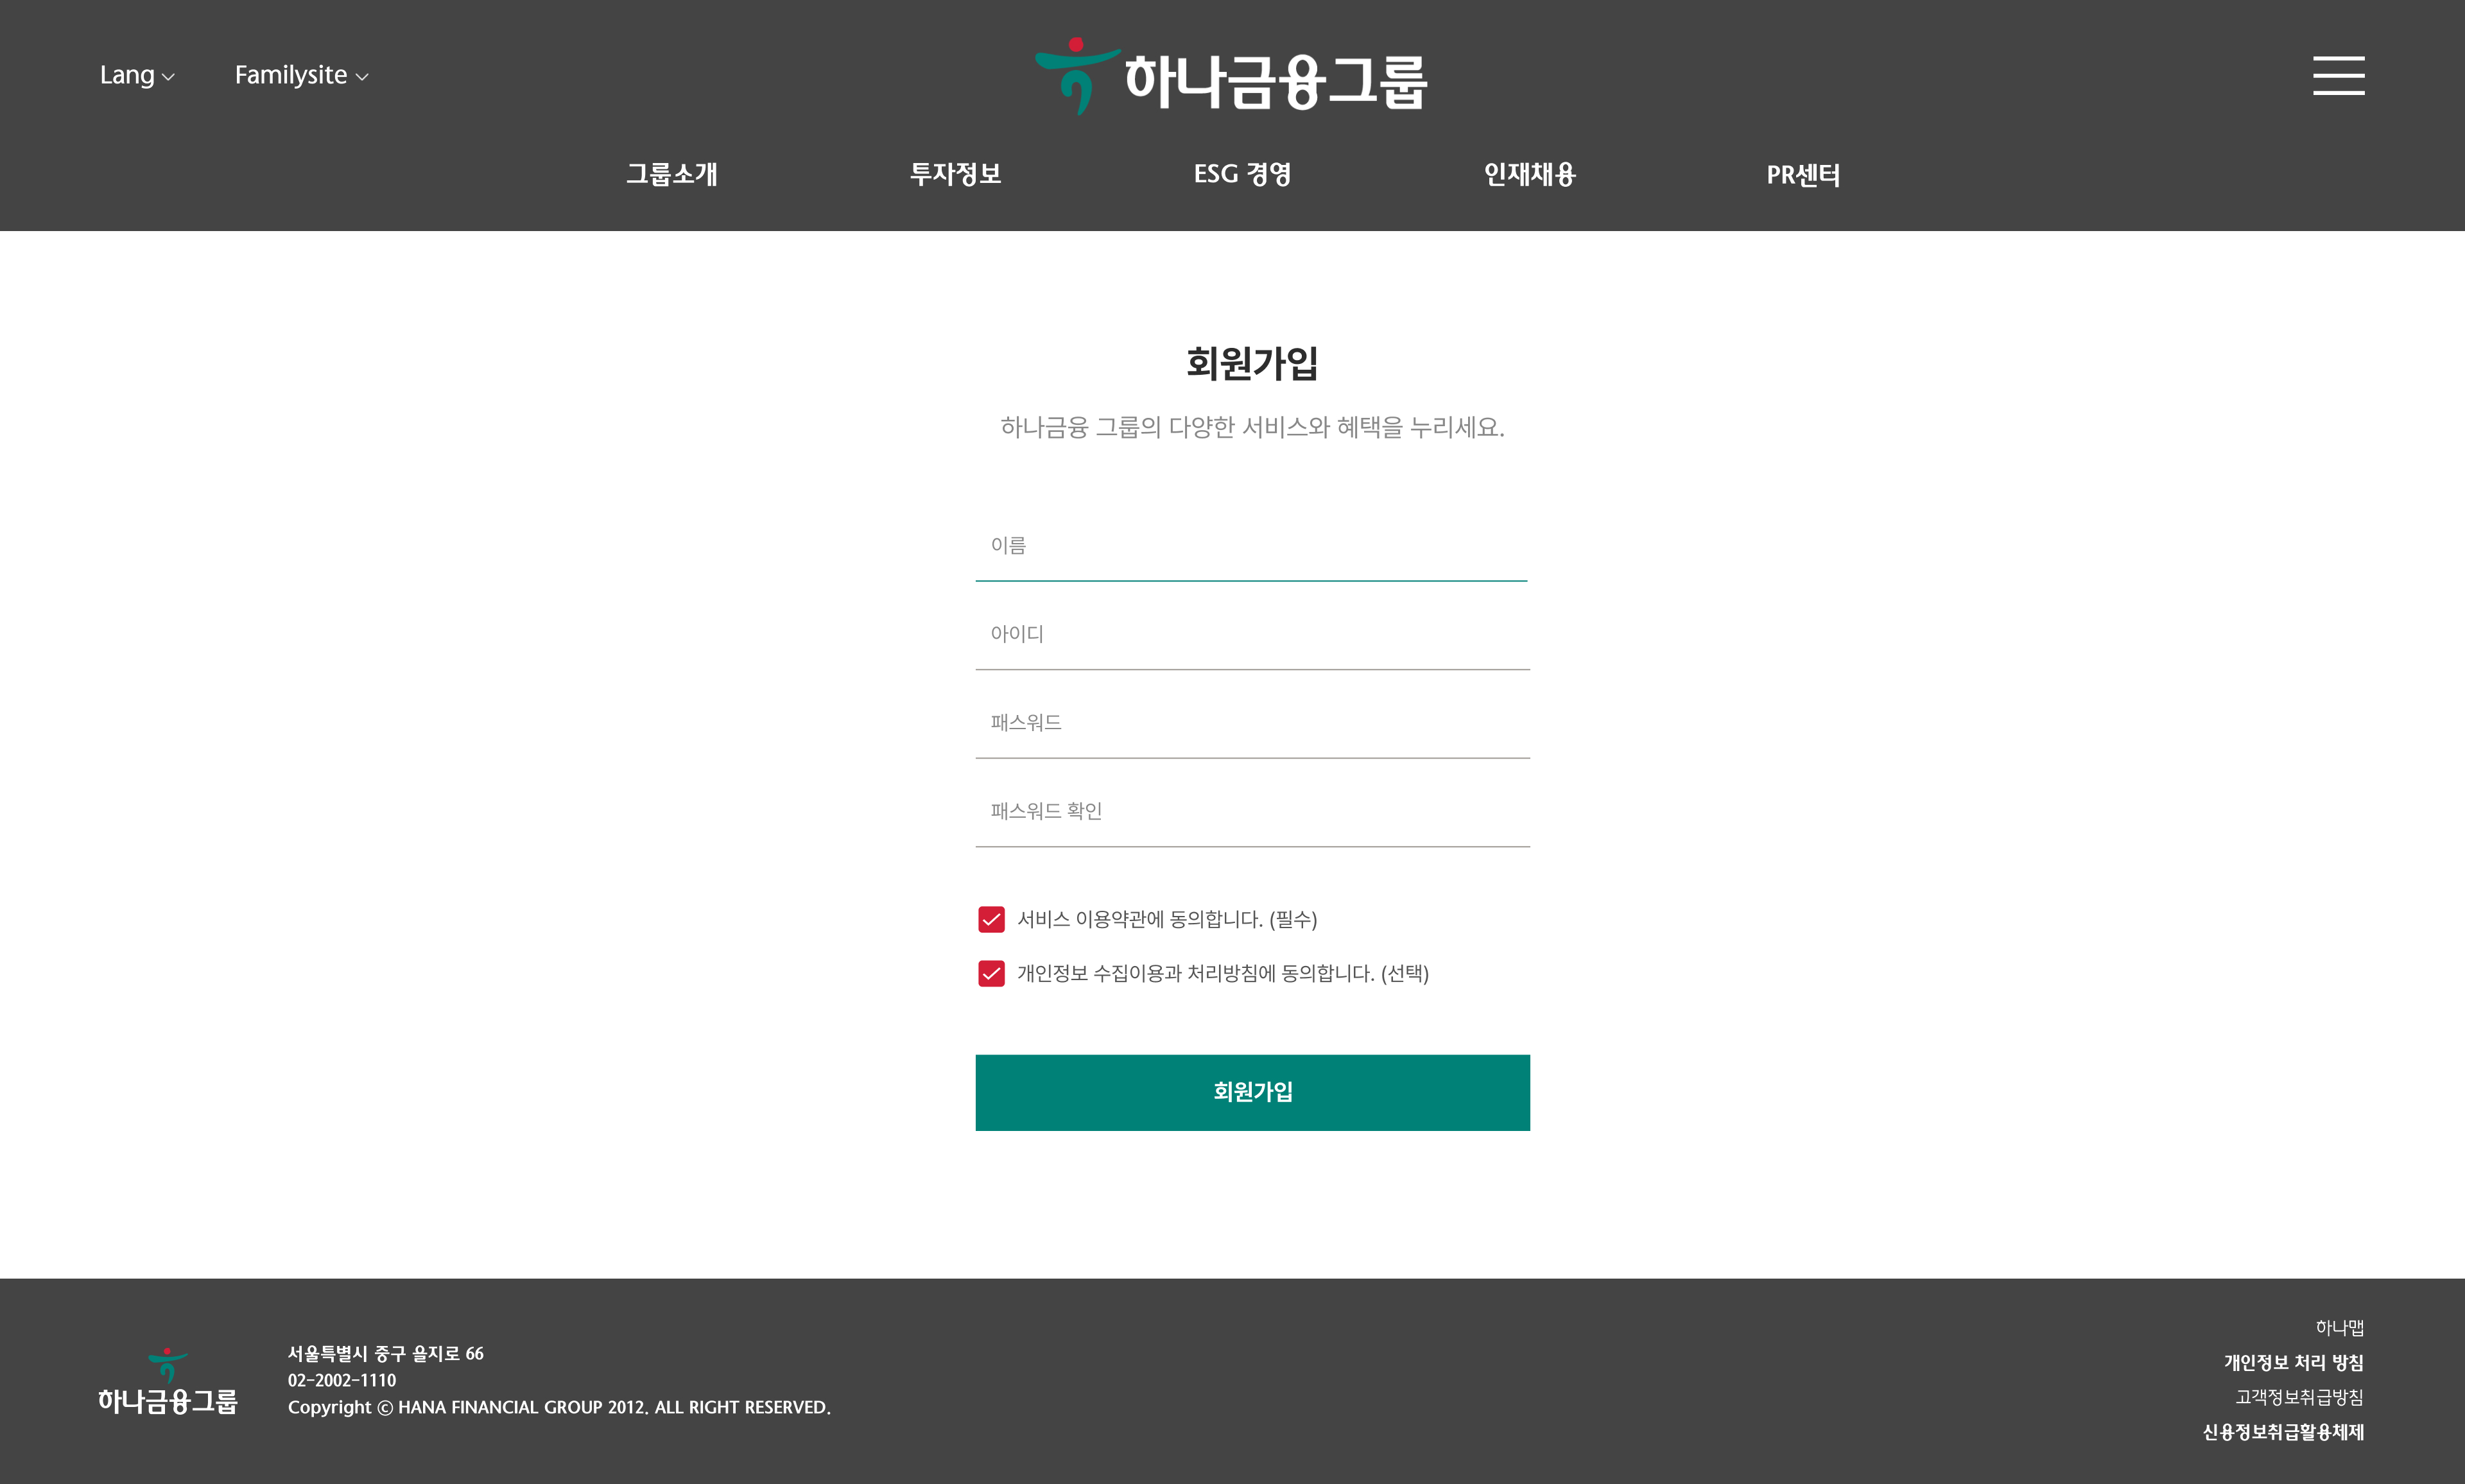 Lang
Familysite
하나금융그룹
그룹소개
투자정보
ESG 경영
인재채용
PR센터
회원가입
하나금융 그룹의 다양한 서비스와 혜택을 누리세요.
이름
아이디
패스워드
패스워드 확인
서비스 이용약관에 동의합니다. (필수)
개인정보 수집이용과 처리방침에 동의합니다. (선택)
회원가입
하나금융그룹
서울특별시 중구 을지로 66
02-2002-1110
Copyright ⓒ HANA FINANCIAL GROUP 2012. ALL RIGHT RESERVED.
하나맵
개인정보 처리 방침
고객정보취급방침
신용정보취급활용체제